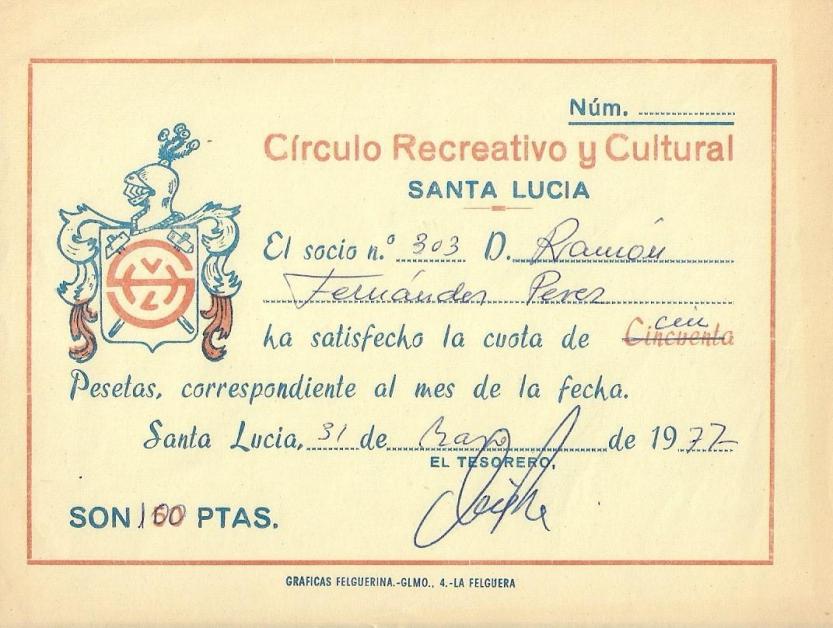 Núm.
Círculo Recreativo y Cultural
SANTA LUCIA
El socio n.º 303 D. Ramón
Fernández Perez
cien
ha satisfecho la cuota de Cincuenta
Pesetas, correspondiente al mes de la fecha.
Santa Lucia, 31 de Mayo de 1977
EL TESORERO,
SON 100 PTAS.
GRAFICAS FELGUERINA.-GLMO., 4.-LA FELGUERA